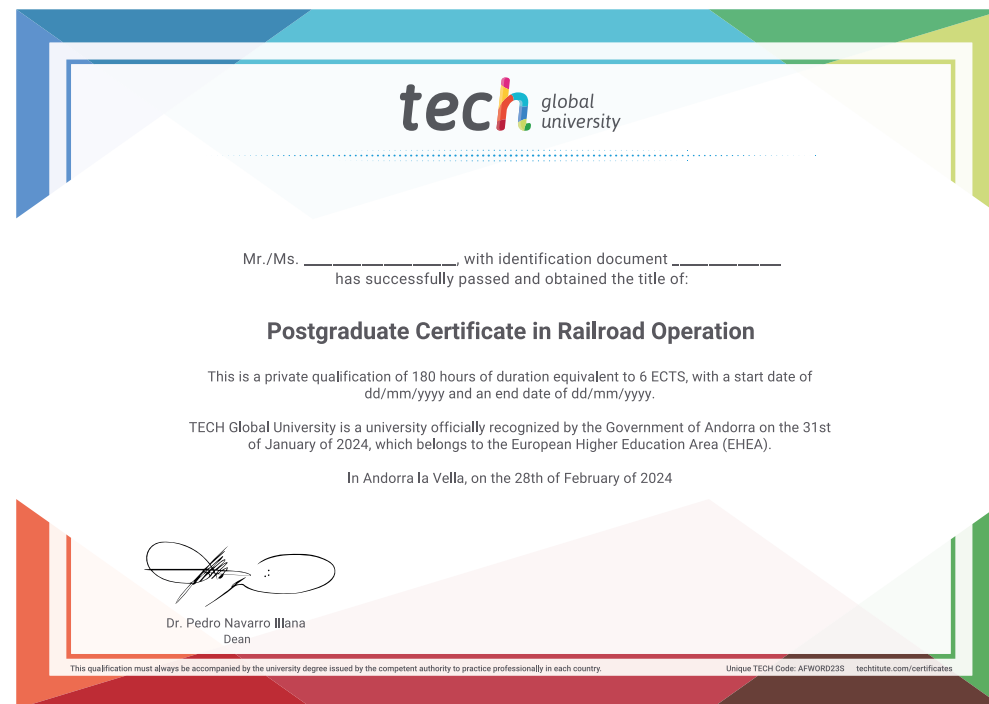 tech global university
Mr./Ms. ____________________, with identification document ______________
has successfully passed and obtained the title of:
Postgraduate Certificate in Railroad Operation
This is a private qualification of 180 hours of duration equivalent to 6 ECTS, with a start date of
dd/mm/yyyy and an end date of dd/mm/yyyy.
TECH Global University is a university officially recognized by the Government of Andorra on the 31st
of January of 2024, which belongs to the European Higher Education Area (EHEA).
In Andorra la Vella, on the 28th of February of 2024
Dr. Pedro Navarro Illana
Dean
This qualification must always be accompanied by the university degree issued by the competent authority to practice professionally in each country.
Unique TECH Code: AFWORD23S techtitute.com/certificates